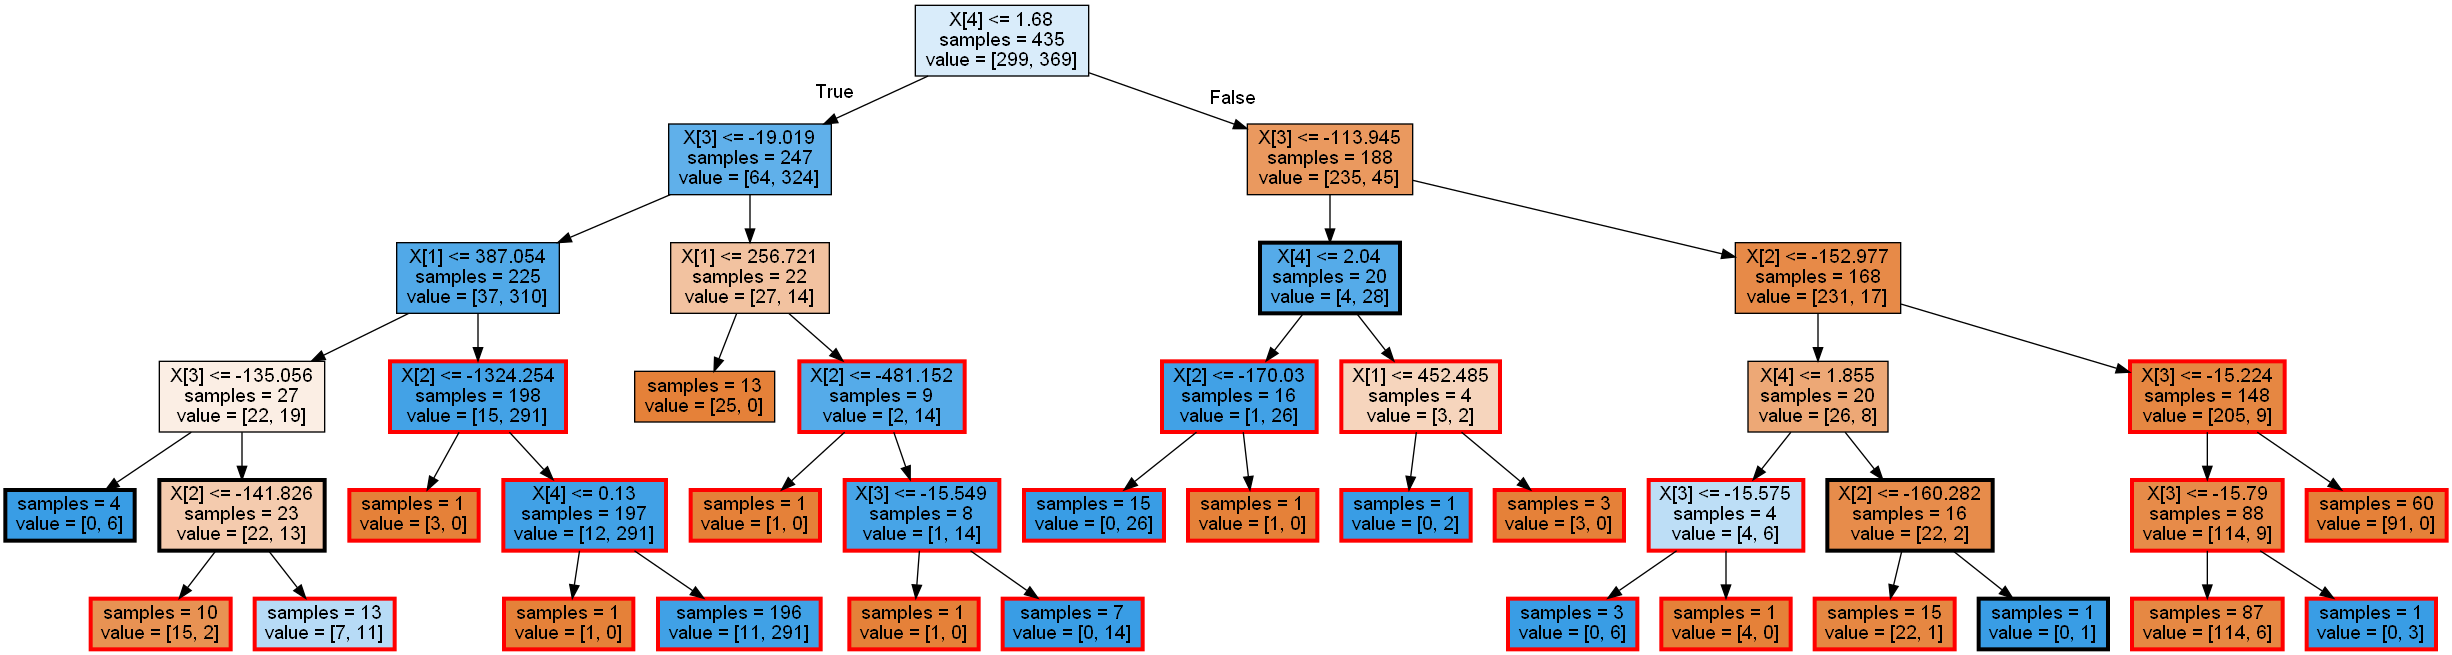 X[4] <= 1.68
samples = 435
value = [299, 369]
True
False
X[3] <= -19.019
samples = 247
value = [64, 324]
X[3] <= -113.945
samples = 188
value = [235, 45]
X[1] <= 387.054
samples = 225
value = [37, 310]
X[1] <= 256.721
samples = 22
value = [27, 14]
X[4] <= 2.04
samples = 20
value = [4, 28]
X[2] <= -152.977
samples = 168
value = [231, 17]
X[3] <= -135.056
samples = 27
value = [22, 19]
X[2] <= -1324.254
samples = 198
value = [15, 291]
samples = 13
value = [25, 0]
X[2] <= -481.152
samples = 9
value = [2, 14]
X[2] <= -170.03
samples = 16
value = [1, 26]
X[1] <= 452.485
samples = 4
value = [3, 2]
X[4] <= 1.855
samples = 20
value = [26, 8]
X[3] <= -15.224
samples = 148
value = [205, 9]
samples = 4
value = [0, 6]
X[2] <= -141.826
samples = 23
value = [22, 13]
samples = 1
value = [3, 0]
X[4] <= 0.13
samples = 197
value = [12, 291]
samples = 1
value = [1, 0]
X[3] <= -15.549
samples = 8
value = [1, 14]
samples = 15
value = [0, 26]
samples = 1
value = [1, 0]
samples = 1
value = [0, 2]
samples = 3
value = [3, 0]
X[3] <= -15.575
samples = 4
value = [4, 6]
X[2] <= -160.282
samples = 16
value = [22, 2]
X[3] <= -15.79
samples = 88
value = [114, 9]
samples = 60
value = [91, 0]
samples = 10
value = [15, 2]
samples = 13
value = [7, 11]
samples = 1
value = [1, 0]
samples = 196
value = [11, 291]
samples = 1
value = [1, 0]
samples = 7
value = [0, 14]
samples = 3
value = [0, 6]
samples = 1
value = [4, 0]
samples = 15
value = [22, 1]
samples = 1
value = [0, 1]
samples = 87
value = [114, 6]
samples = 1
value = [0, 3]